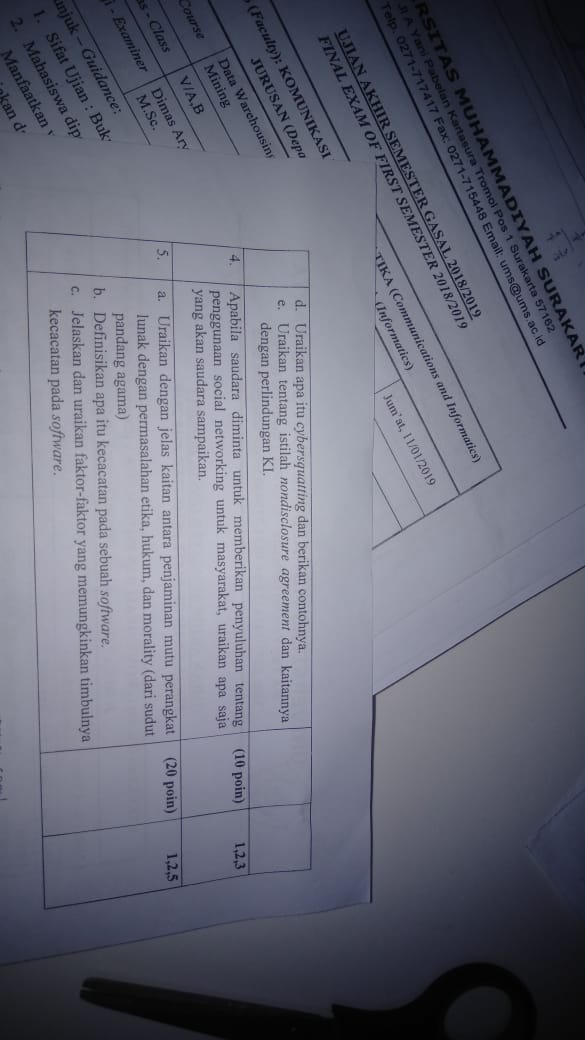 RSITAS MUHAMMADIYAH SURAKART
Jl A Yani Pabelan Kartasura Tromol Pos 1 Surakarta 57162
Telp: 0271-717417 Fax: 0271-715448 Email: ums@ums.ac.id
UJIAN AKHIR SEMESTER GASAL 2018/2019
FINAL EXAM OF FIRST SEMESTER 2018/2019
(Faculty): KOMUNIKASI
TIKA (Communications and Informatics)
JURUSAN (Depa
(Informatics)
Course
Data Warehousing
Mining
Jum'at, 11/01/2019
as - Class
V/A,B
ji - Examiner
Dimas Ary
M.Sc.
unjuk – Guidance:
1. Sifat Ujian : Buk
2. Mahasiswa dip
Manfaatkan
d. Uraikan apa itu cybersquatting dan berikan contohnya.
e. Uraikan tentang istilah nondisclosure agreement dan kaitannya
dengan perlindungan KI.
4. Apabila saudara diminta untuk memberikan penyuluhan tentang (10 poin) 1,2,3
penggunaan social networking untuk masyarakat, uraikan apa saja
yang akan saudara sampaikan.
5. a. Uraikan dengan jelas kaitan antara penjaminan mutu perangkat (20 poin) 1,2,5
lunak dengan permasalahan etika, hukum, dan morality (dari sudut
pandang agama)
b. Definisikan apa itu kecacatan pada sebuah software.
c. Jelaskan dan uraikan faktor-faktor yang memungkinkan timbulnya
kecacatan pada software.